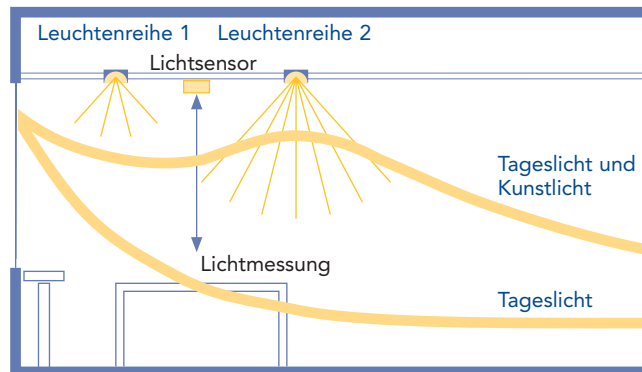 Leuchtenreihe 1
Leuchtenreihe 2
Lichtsensor
Tageslicht und
Kunstlicht
Lichtmessung
Tageslicht